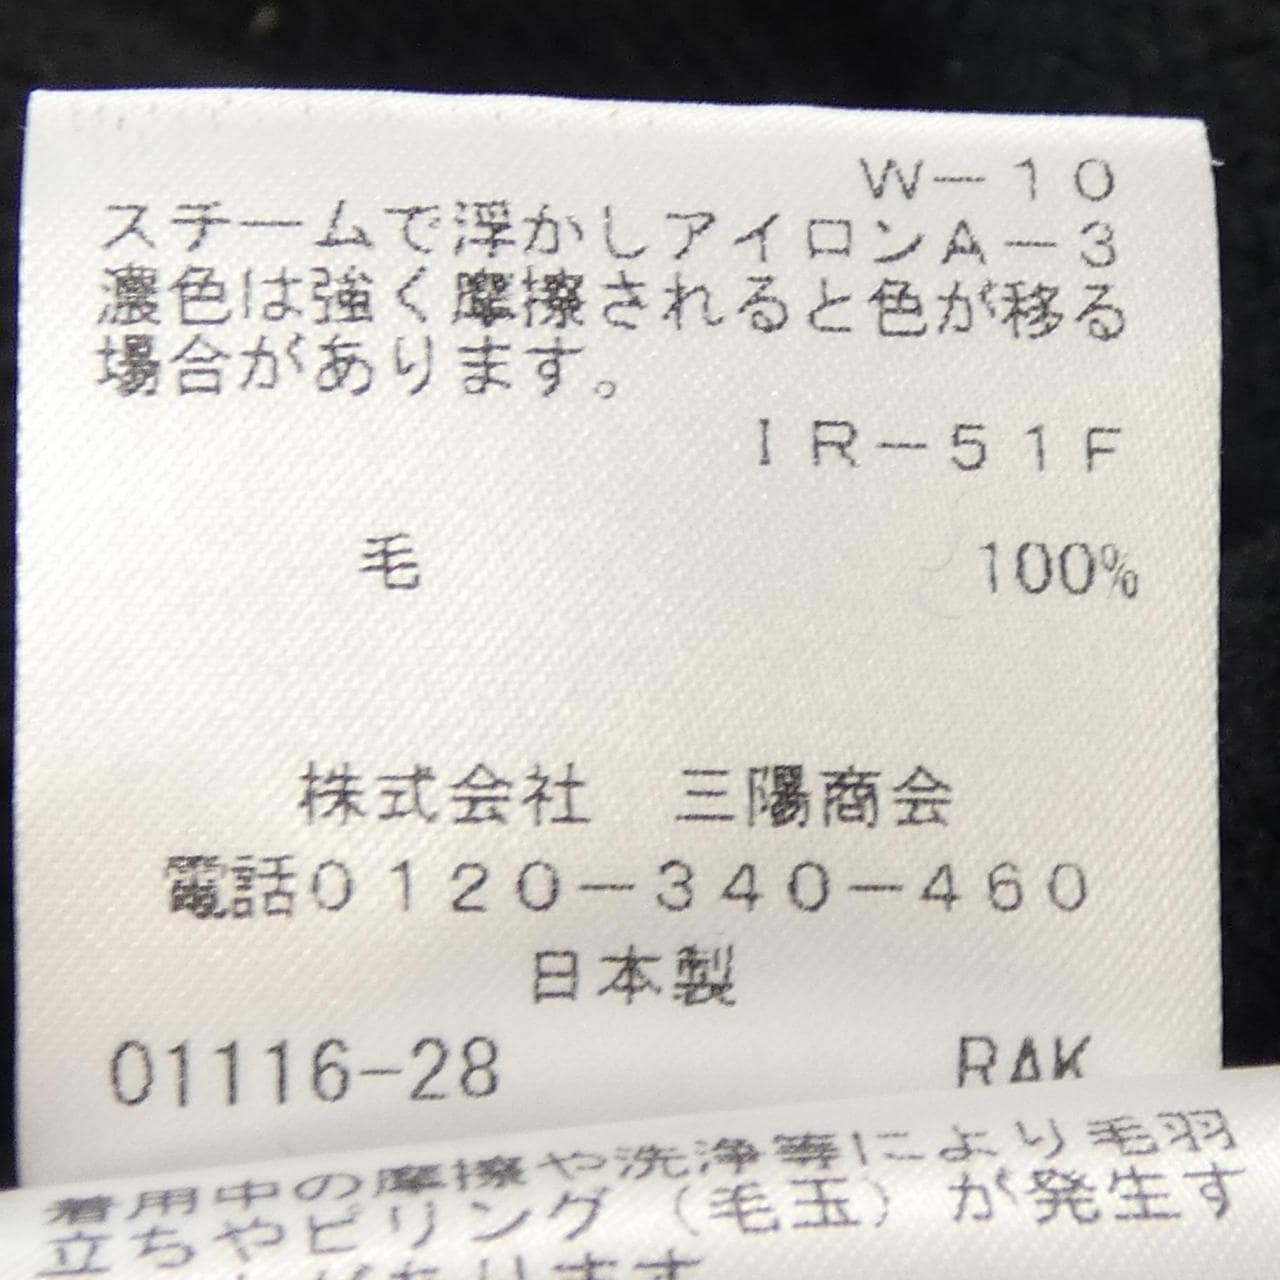 W－10
スチームで浮かしアイロンA－3
濃色は強く摩擦されると色が移る
場合があります。
IR－51F
毛 100%
株式会社 三陽商会
電話0120－340－460
日本製
01116-28 RAK
着用中の摩擦や洗浄等により毛羽
立ちやピリング（毛玉）が発生す
あります